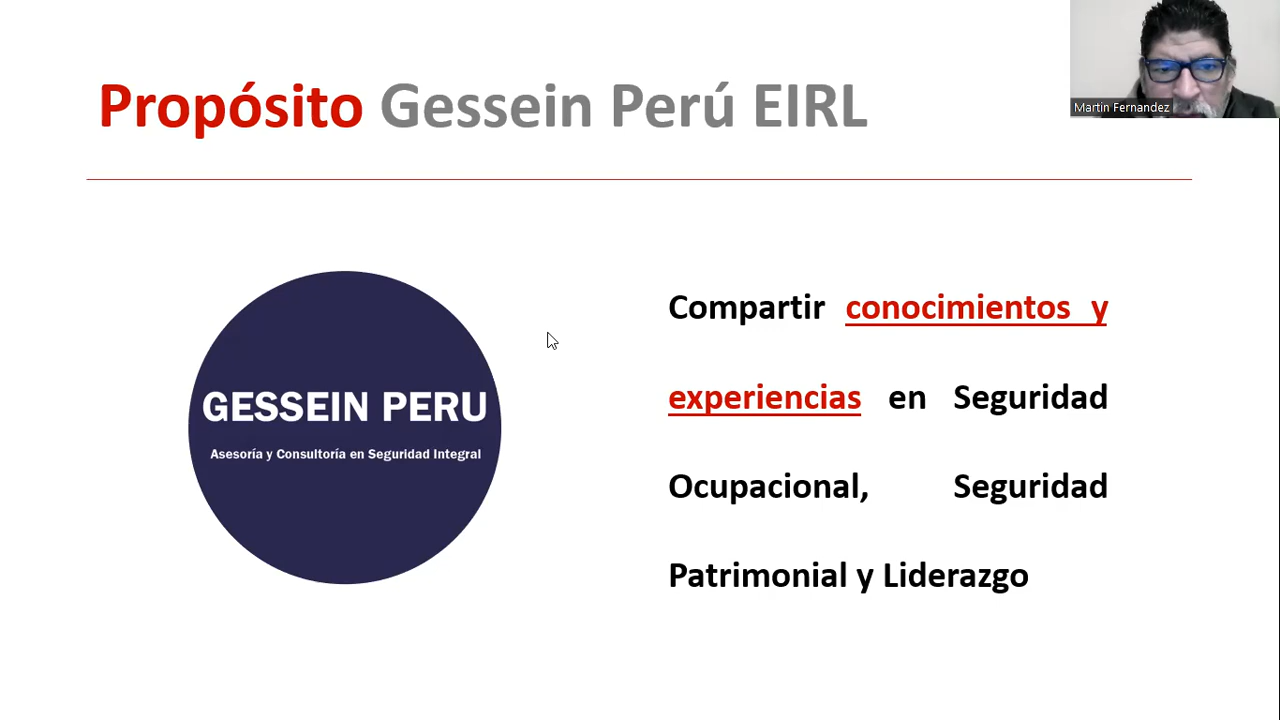 Propósito Gessein Perú EIRL
Martin Fernandez
GESSEIN PERU
Asesoría y Consultoría en Seguridad Integral
Compartir conocimientos y
experiencias en Seguridad
Ocupacional, Seguridad
Patrimonial y Liderazgo